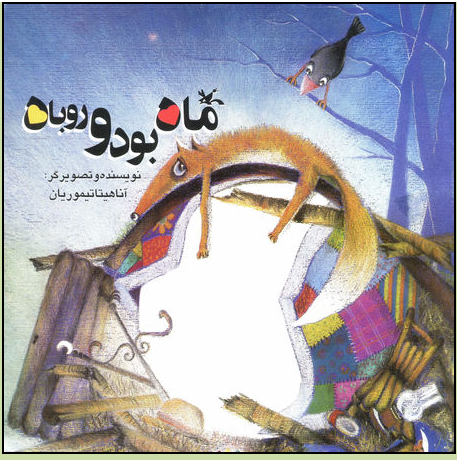 ماه بود و روباه
نویسنده و تصویرگر:
آناهیتا تیموریان